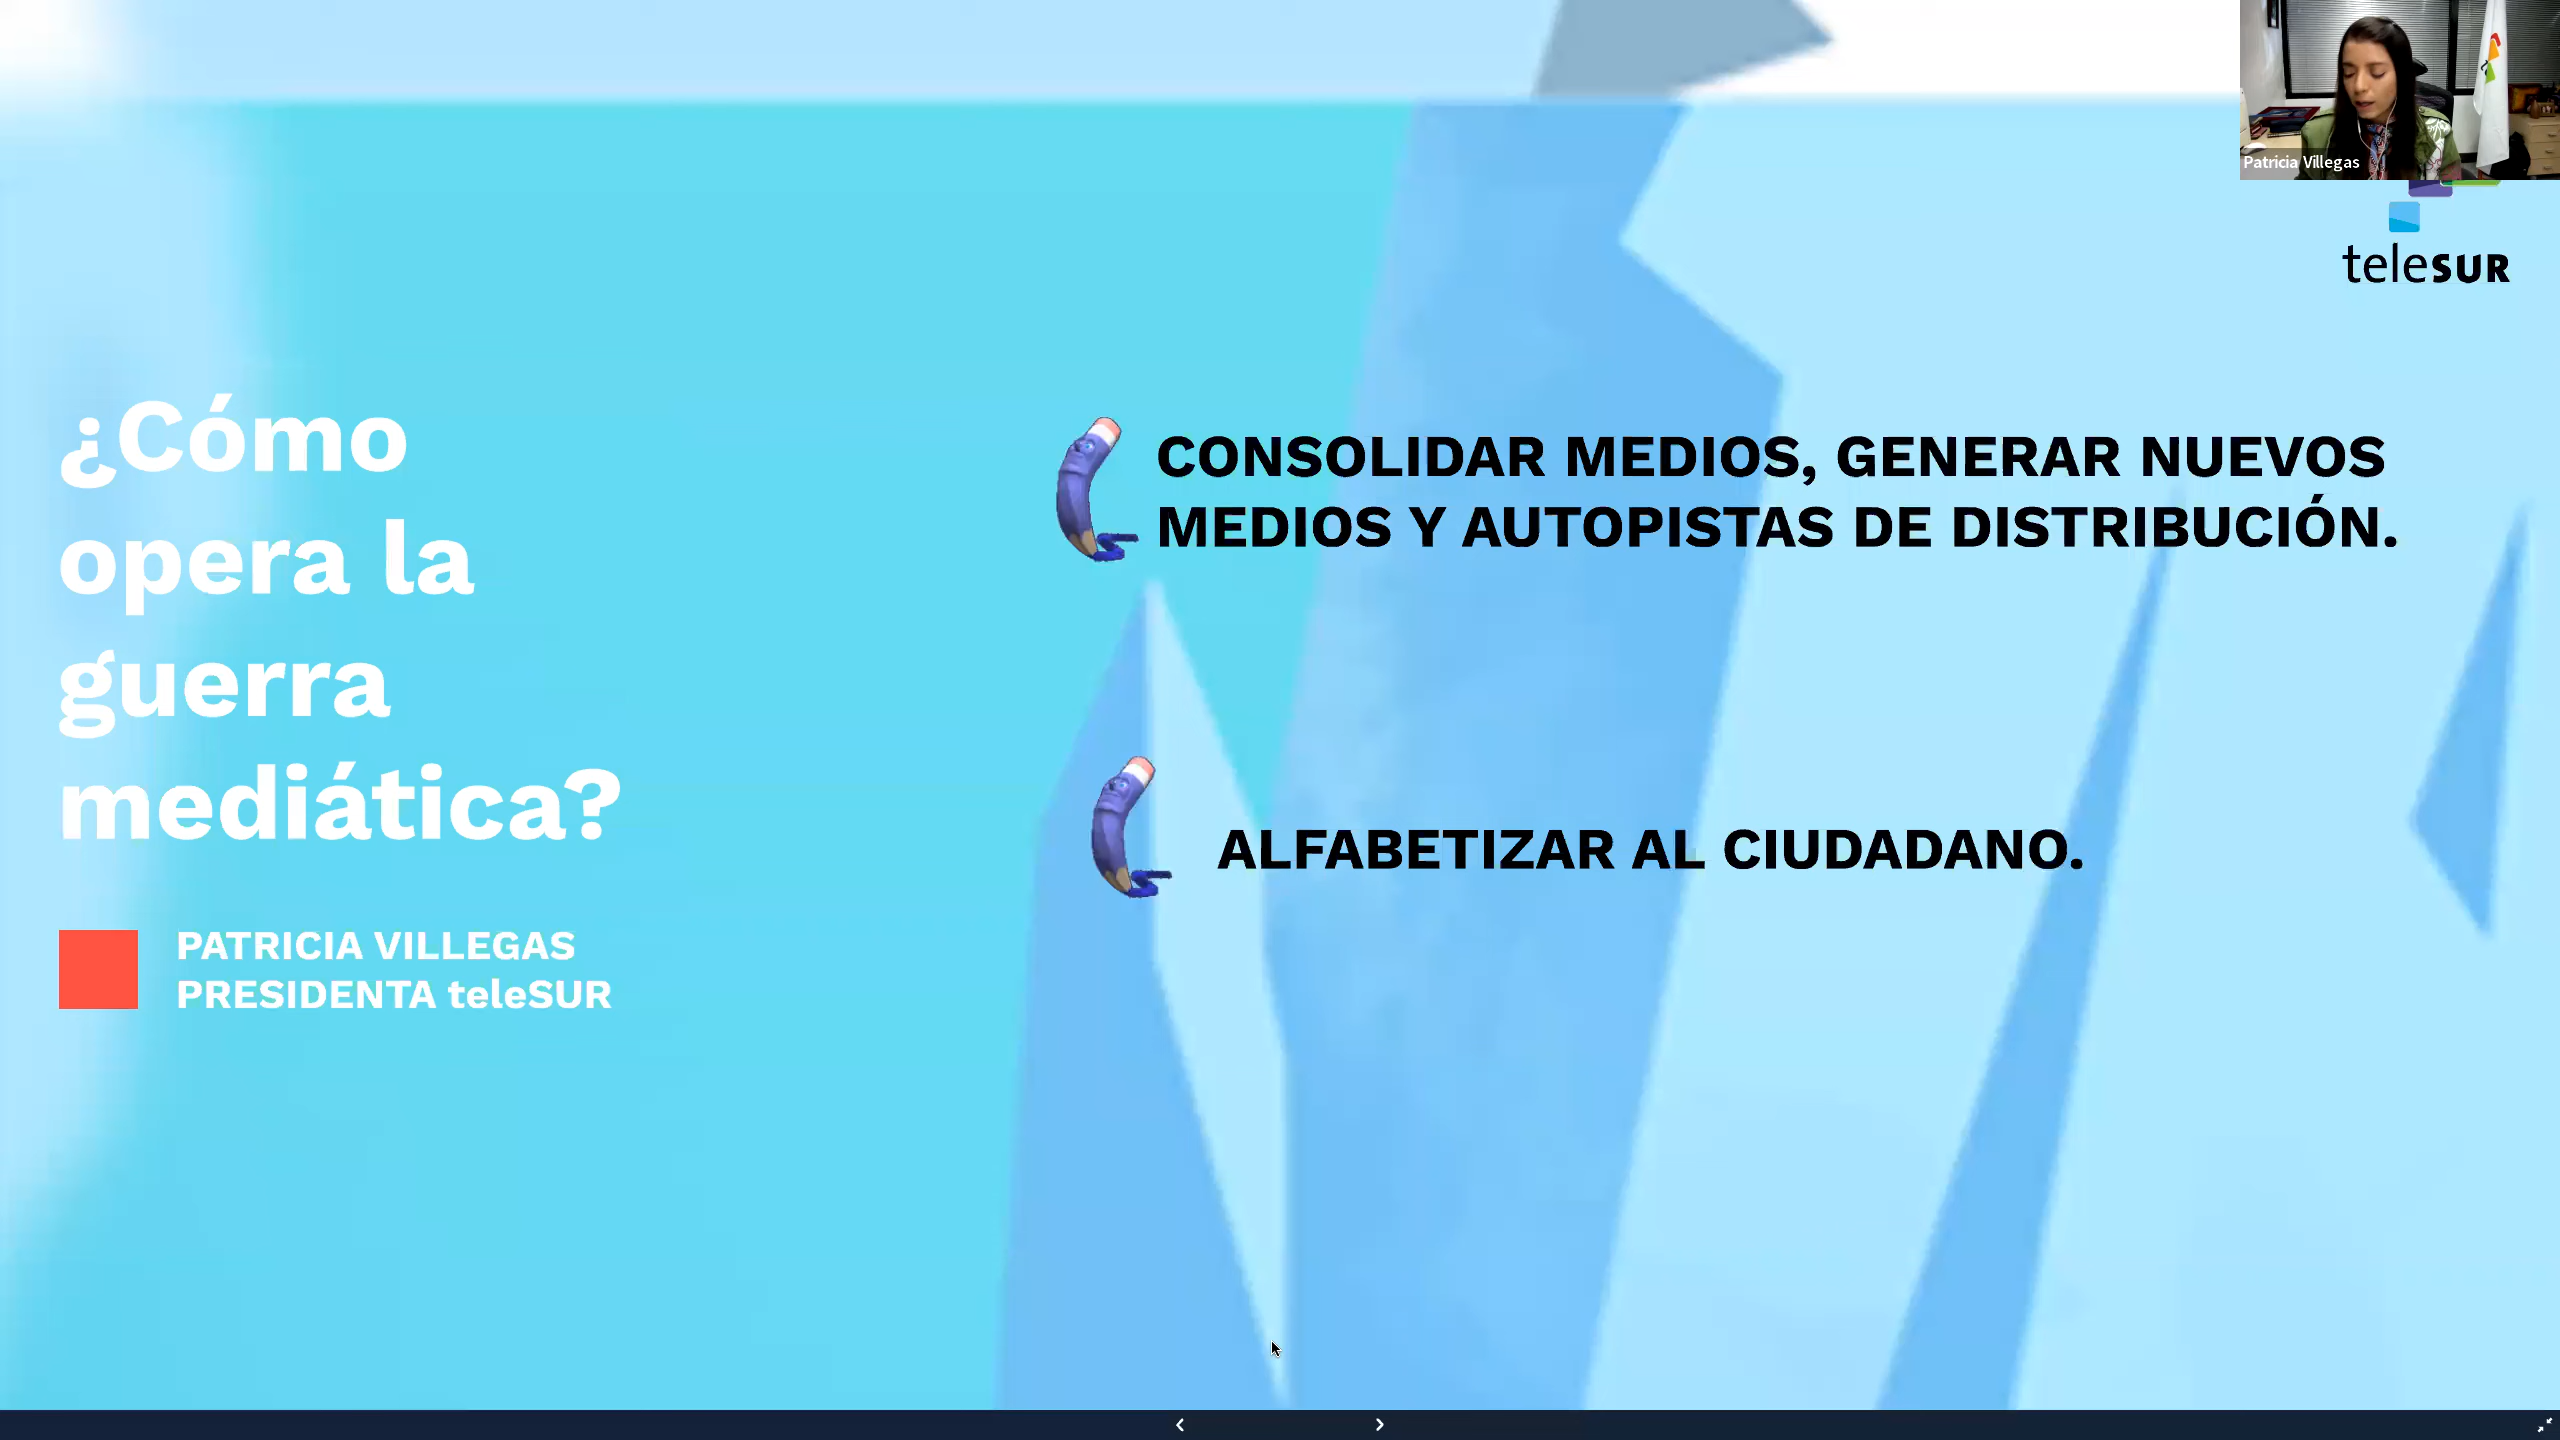 Patricia Villegas
teleSUR
¿Cómo
opera la
guerra
mediática?
PATRICIA VILLEGAS
PRESIDENTA teleSUR
CONSOLIDAR MEDIOS, GENERAR NUEVOS
MEDIOS Y AUTOPISTAS DE DISTRIBUCIÓN.
ALFABETIZAR AL CIUDADANO.